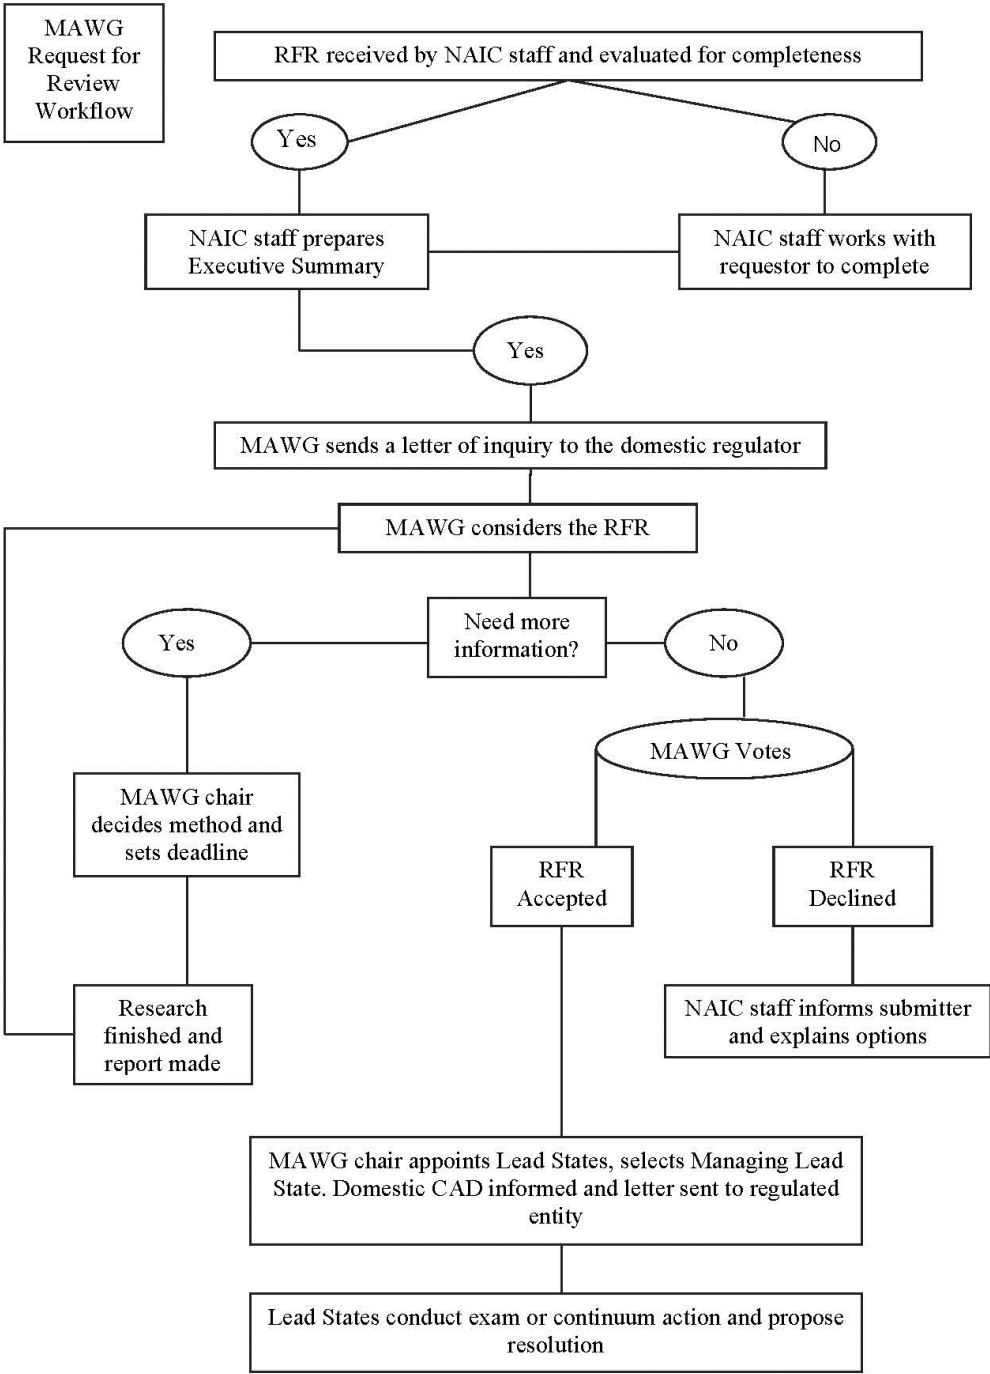 MAWG
Request for
Review
Workflow
RFR received by NAIC staff and evaluated for completeness
Yes
No
NAIC staff prepares
Executive Summary
NAIC staff works with
requestor to complete
Yes
MAWG sends a letter of inquiry to the domestic regulator
MAWG considers the RFR
Need more
information?
Yes
No
MAWG Votes
MAWG chair
decides method and
sets deadline
RFR
Accepted
RFR
Declined
Research
finished and
report made
NAIC staff informs submitter
and explains options
MAWG chair appoints Lead States, selects Managing Lead
State. Domestic CAD informed and letter sent to regulated
entity
Lead States conduct exam or continuum action and propose
resolution